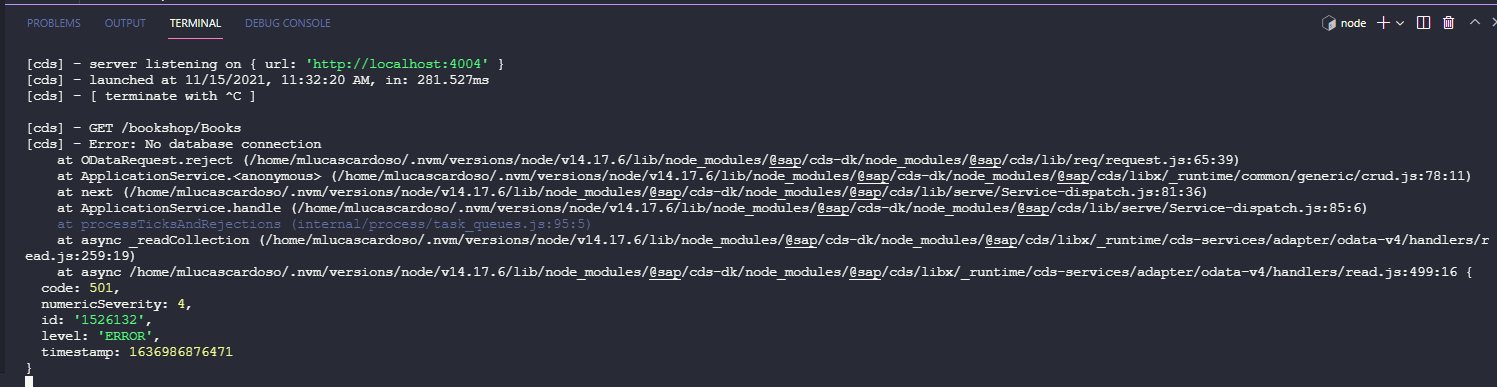 PROBLEMS OUTPUT TERMINAL DEBUG CONSOLE node
[cds] - server listening on { url: 'http://localhost:4004' }
[cds] - launched at 11/15/2021, 11:32:20 AM, in: 281.527ms
[cds] - [ terminate with ^C ]
[cds] - GET /bookshop/Books
[cds] - Error: No database connection
at ODataRequest.reject (/home/mlucascardoso/.nvm/versions/node/v14.17.6/lib/node_modules/@sap/cds-dk/node_modules/@sap/cds/lib/req/request.js:65:39)
at ApplicationService.<anonymous> (/home/mlucascardoso/.nvm/versions/node/v14.17.6/lib/node_modules/@sap/cds-dk/node_modules/@sap/cds/libx/_runtime/common/generic/crud.js:78:11)
at next (/home/mlucascardoso/.nvm/versions/node/v14.17.6/lib/node_modules/@sap/cds-dk/node_modules/@sap/cds/lib/serve/Service-dispatch.js:81:36)
at ApplicationService.handle (/home/mlucascardoso/.nvm/versions/node/v14.17.6/lib/node_modules/@sap/cds-dk/node_modules/@sap/cds/lib/serve/Service-dispatch.js:85:6)
at processTicksAndRejections (internal/process/task_queues.js:95:5)
at async _readCollection (/home/mlucascardoso/.nvm/versions/node/v14.17.6/lib/node_modules/@sap/cds-dk/node_modules/@sap/cds/libx/_runtime/cds-services/adapter/odata-v4/handlers/r
ead.js:259:19)
at async /home/mlucascardoso/.nvm/versions/node/v14.17.6/lib/node_modules/@sap/cds-dk/node_modules/@sap/cds/libx/_runtime/cds-services/adapter/odata-v4/handlers/read.js:499:16 {
code: 501,
numericSeverity: 4,
id: '1526132',
level: 'ERROR',
timestamp: 1636986876471
}